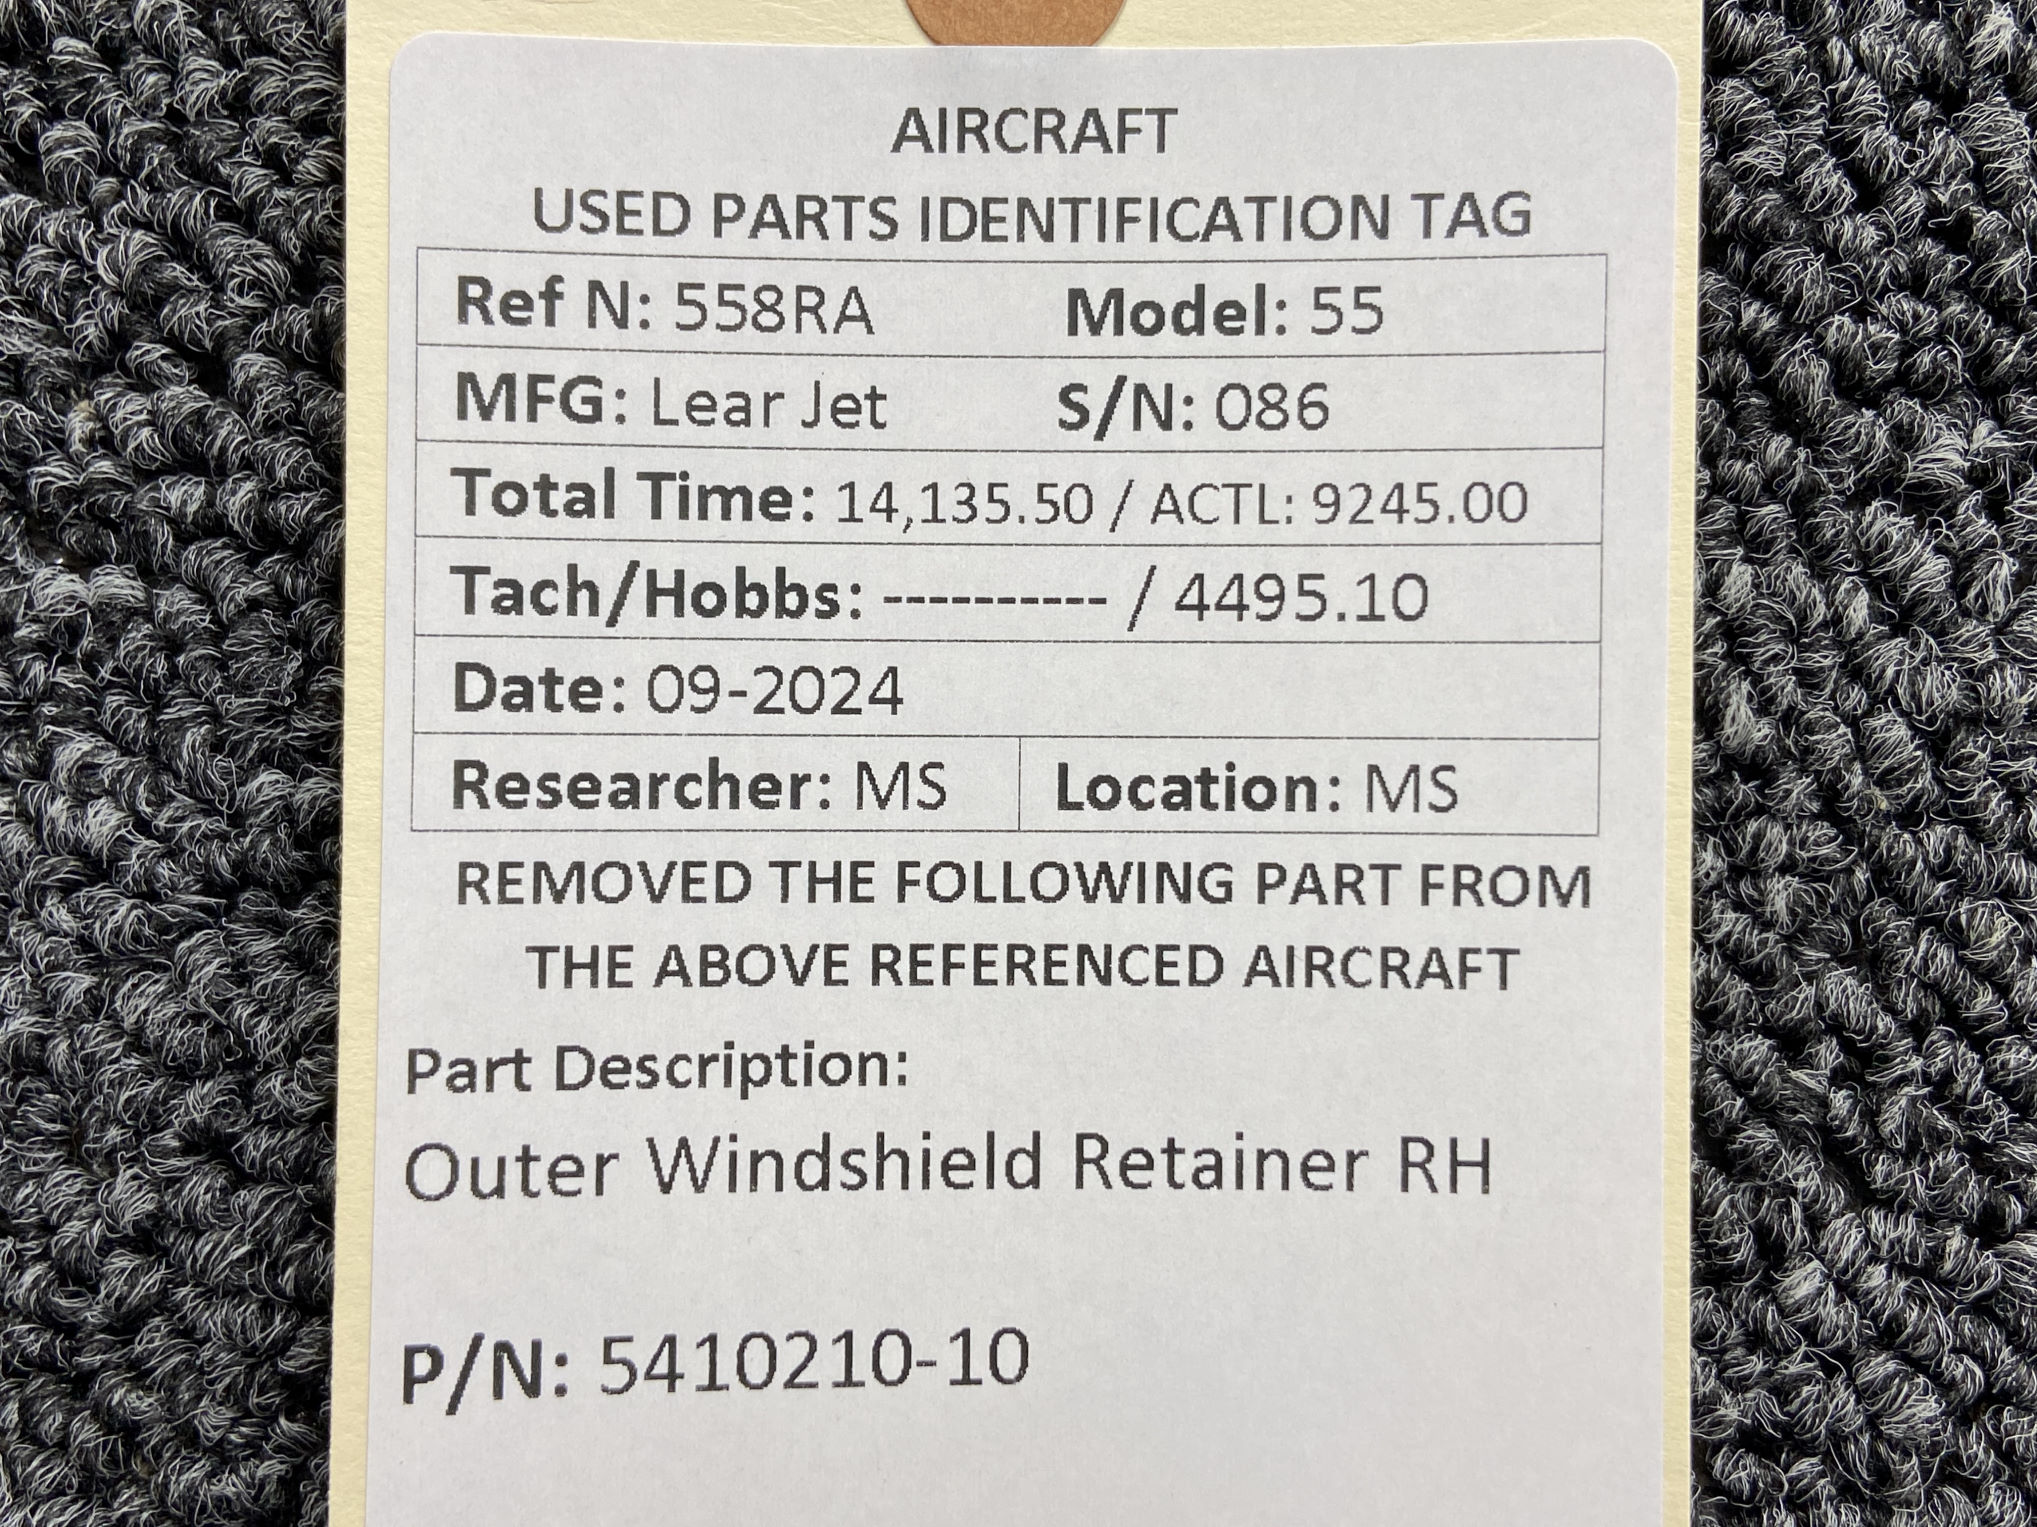 AIRCRAFT
USED PARTS IDENTIFICATION TAG
Ref N: 558RA Model: 55
MFG: Lear Jet S/N: 086
Total Time: 14,135.50 / ACTL: 9245.00
Tach/Hobbs: ---------- / 4495.10
Date: 09-2024
Researcher: MS Location: MS
REMOVED THE FOLLOWING PART FROM
THE ABOVE REFERENCED AIRCRAFT
Part Description:
Outer Windshield Retainer RH
P/N: 5410210-10